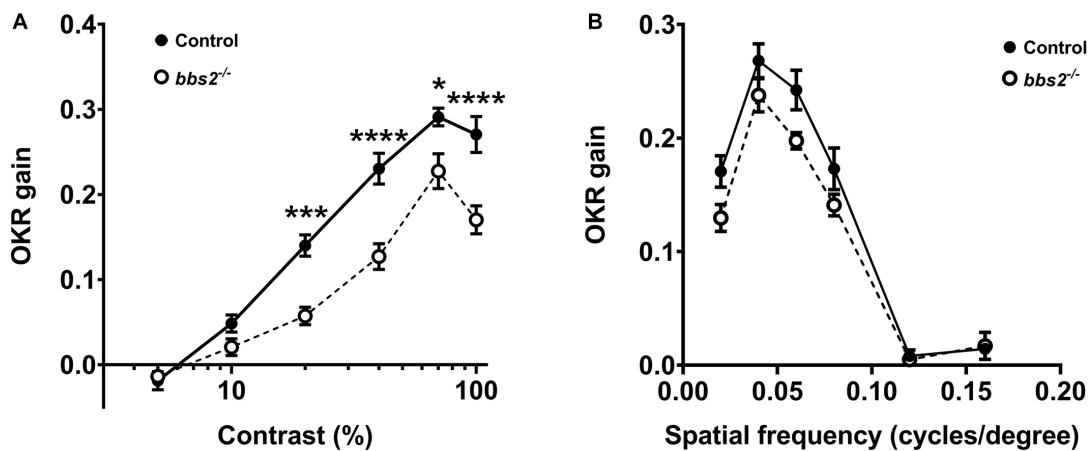 A
B
Control
bbs2-/-
*
****
****
***
0.4
0.3
0.2
0.1
0.0
OKR gain
10
100
Contrast (%)
Control
bbs2-/-
0.3
0.2
0.1
0.0
OKR gain
0.00
0.05
0.10
0.15
0.20
Spatial frequency (cycles/degree)